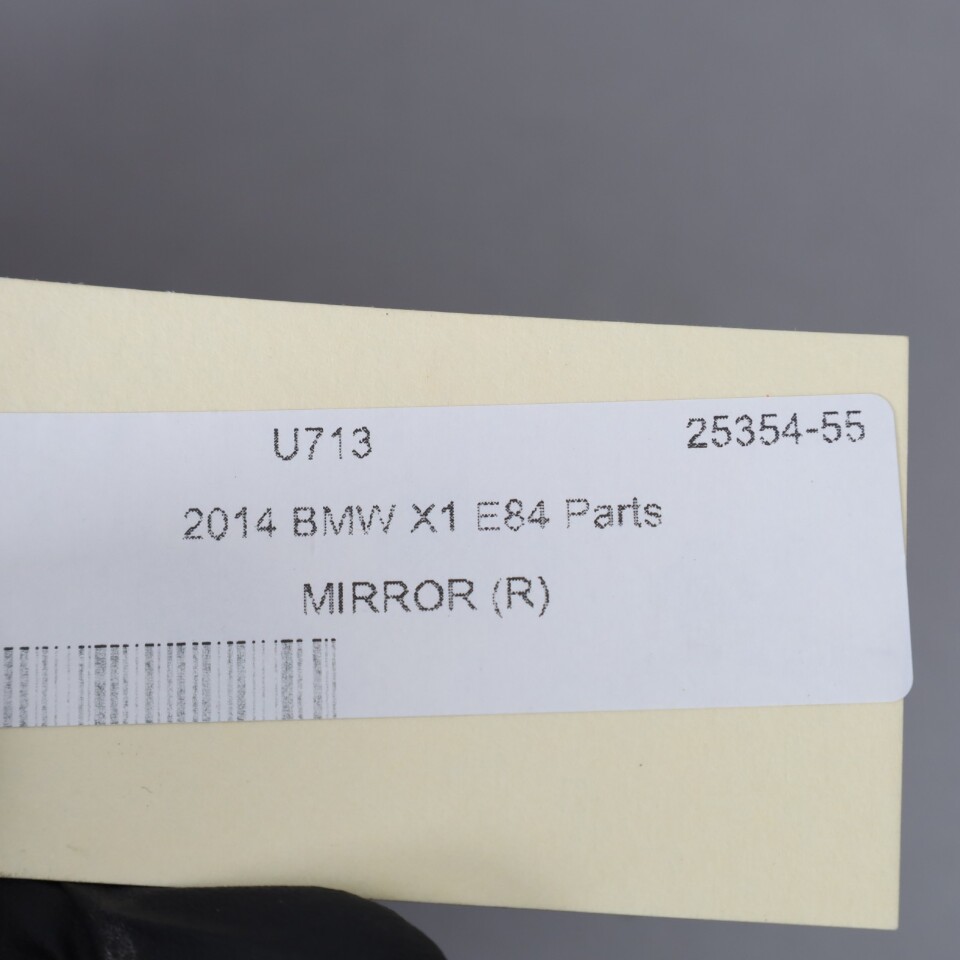 U713 25354-55
2014 BMW X1 E84 Parts
MIRROR (R)